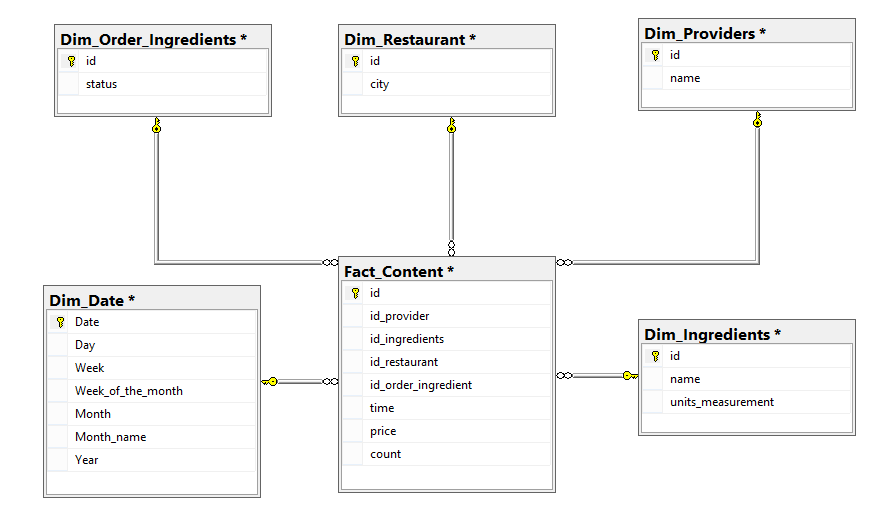 Dim_Order_Ingredients *
id
status
Dim_Restaurant *
id
city
Dim_Providers *
id
name
Dim_Date *
Date
Day
Week
Week_of_the_month
Month
Month_name
Year
Fact_Content *
id
id_provider
id_ingredients
id_restaurant
id_order_ingredient
time
price
count
Dim_Ingredients *
id
name
units_measurement